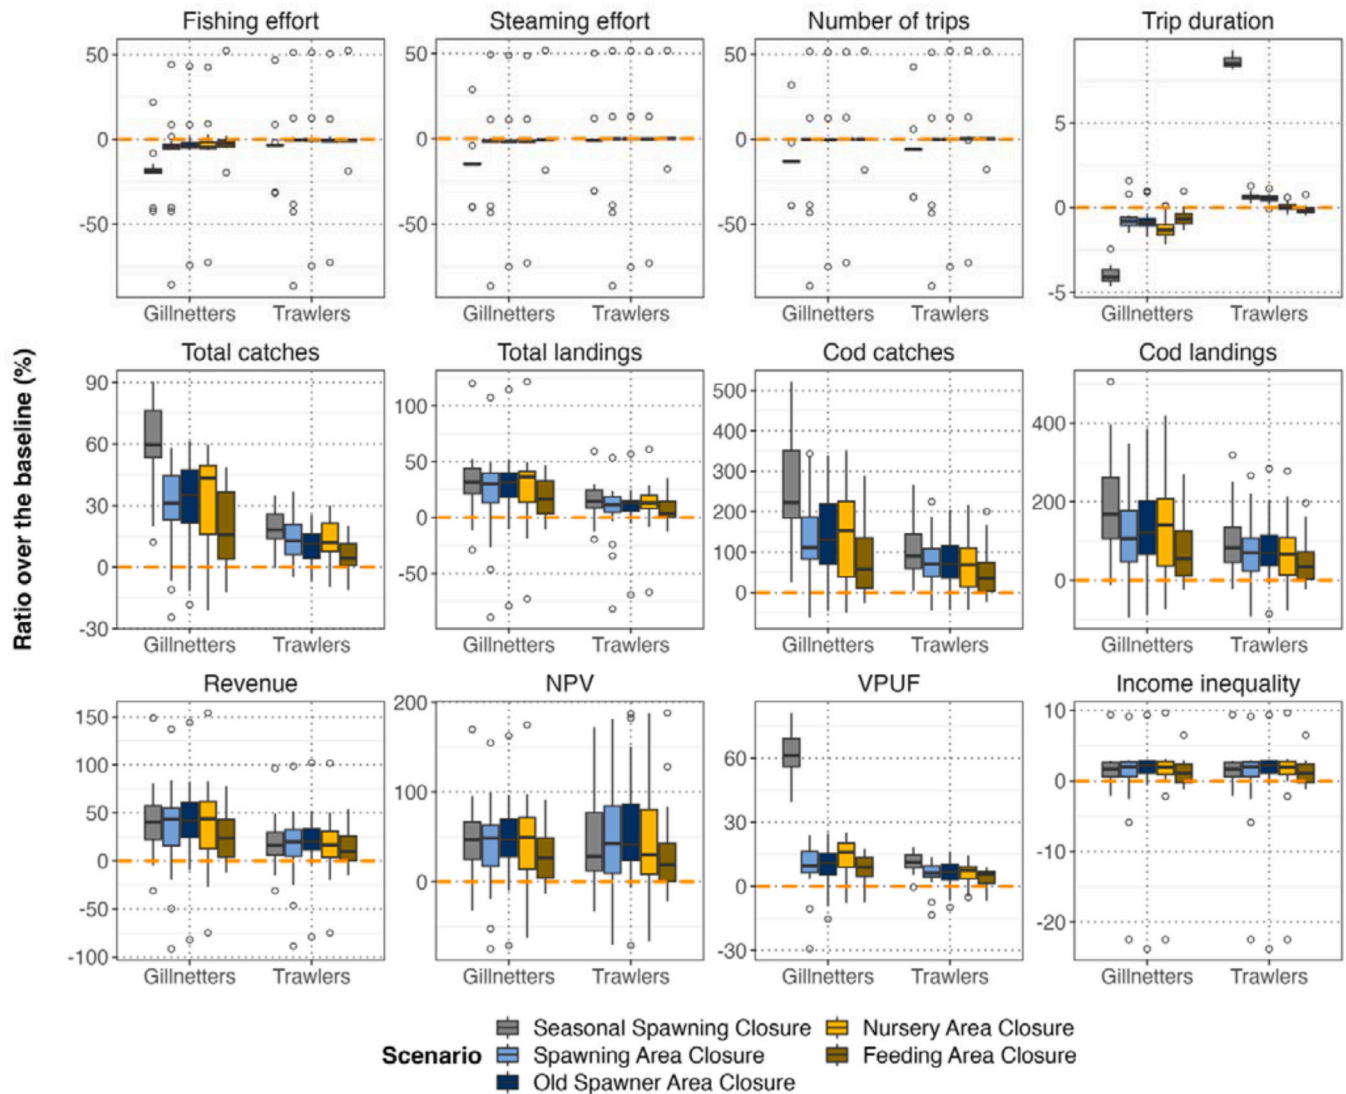 Fishing effort
Steaming effort
Number of trips
Trip duration
50
0
-50
50
0
-50
50
0
-50
5
0
-5
Gillnetters Trawlers
Gillnetters Trawlers
Gillnetters Trawlers
Gillnetters Trawlers
Ratio over the baseline (%)
Total catches
Total landings
Cod catches
Cod landings
90
60
30
0
-30
100
50
0
-50
500
400
300
200
100
0
400
200
0
Gillnetters Trawlers
Gillnetters Trawlers
Gillnetters Trawlers
Gillnetters Trawlers
Revenue
NPV
VPUF
Income inequality
150
100
50
0
-50
-100
200
100
0
60
30
0
-30
10
0
-10
-20
Gillnetters Trawlers
Gillnetters Trawlers
Gillnetters Trawlers
Gillnetters Trawlers
Scenario
Seasonal Spawning Closure
Spawning Area Closure
Old Spawner Area Closure
Nursery Area Closure
Feeding Area Closure